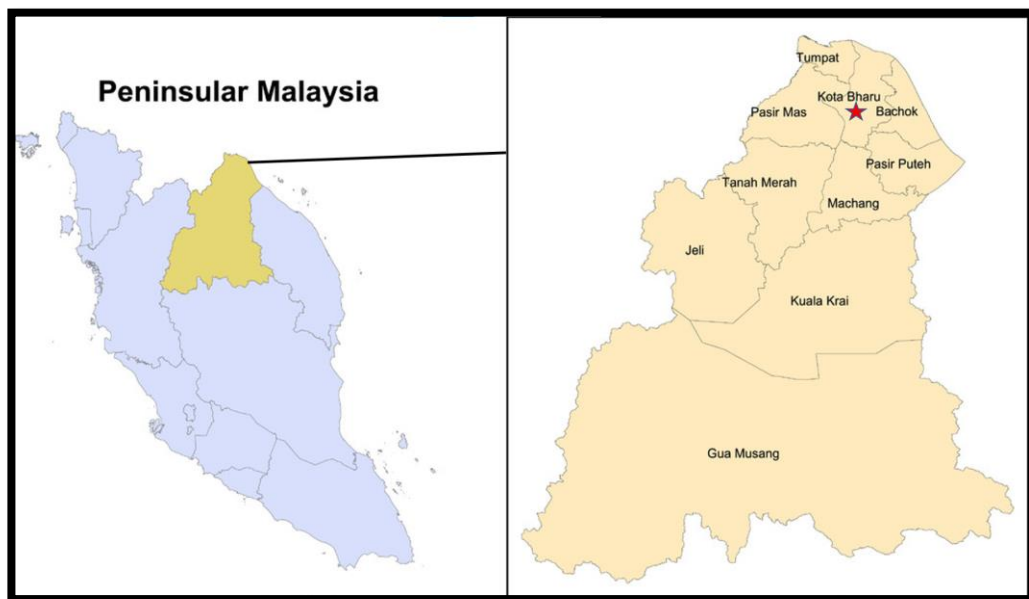 Peninsular Malaysia
Tumpat
Kota Bharu
Pasir Mas
Bachok
Pasir Puteh
Tanah Merah
Machang
Jeli
Kuala Krai
Gua Musang